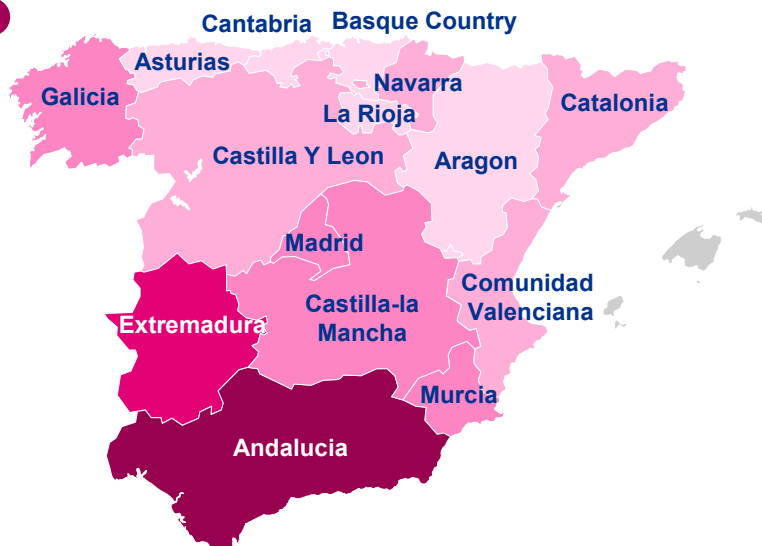 Cantabria
Basque Country
Asturias
Navarra
Galicia
Catalonia
La Rioja
Castilla Y Leon
Aragon
Madrid
Comunidad
Valenciana
Castilla-la
Mancha
Extremadura
Murcia
Andalucia